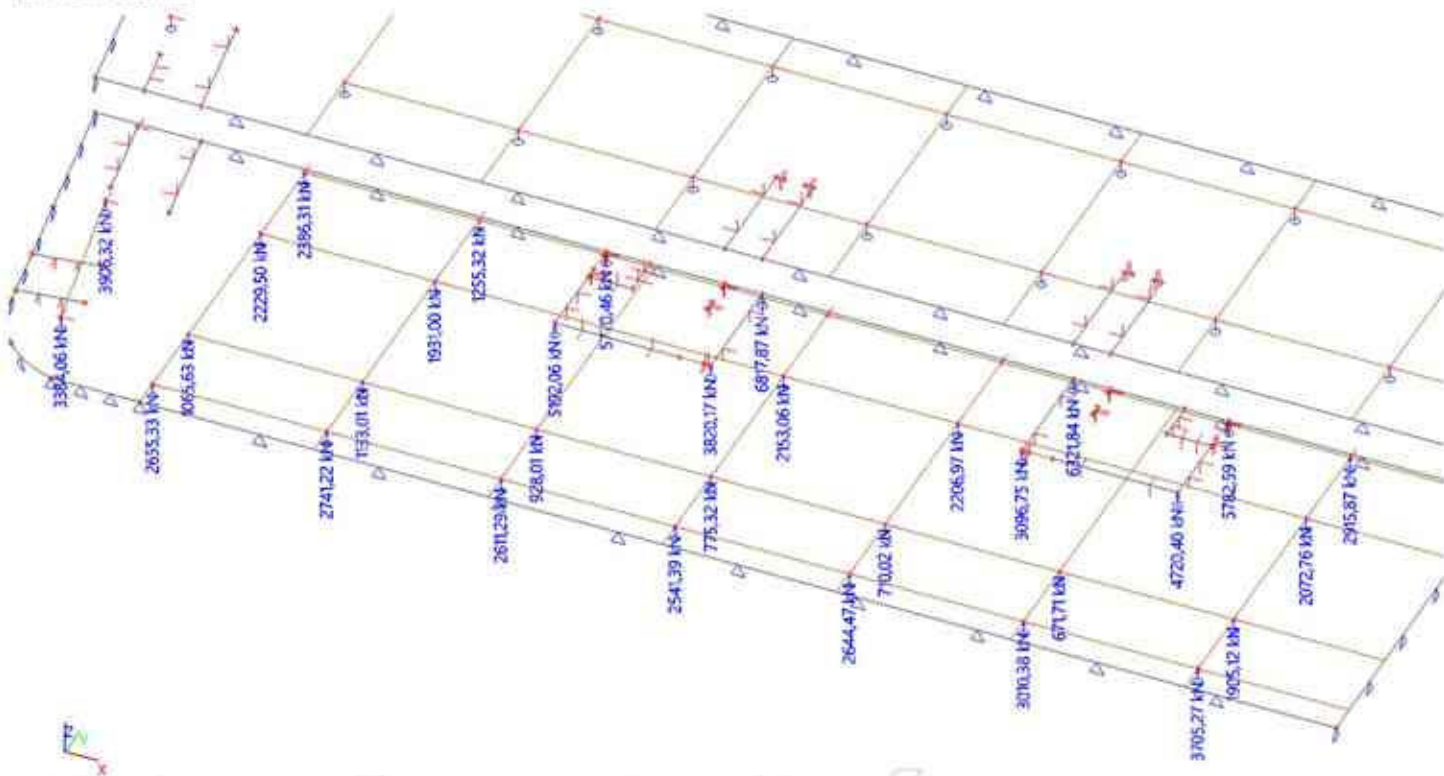 2386,31 kN
3906,32 kN
2229,50 kN
1255,32 kN
3384,06 kN
1931,00 kN
5770,46 kN
1065,63 kN
5192,06 kN
6817,87 kN
2655,33 kN
1133,01 kN
3820,17 kN
2153,06 kN
2741,22 kN
928,01 kN
2206,97 kN
6321,84 kN
2611,29 kN
775,32 kN
3096,75 kN
5782,59 kN
2915,87 kN
2541,39 kN
710,02 kN
4720,40 kN
2072,76 kN
2644,47 kN
671,71 kN
3010,38 kN
1905,12 kN
3705,27 kN
Z
X